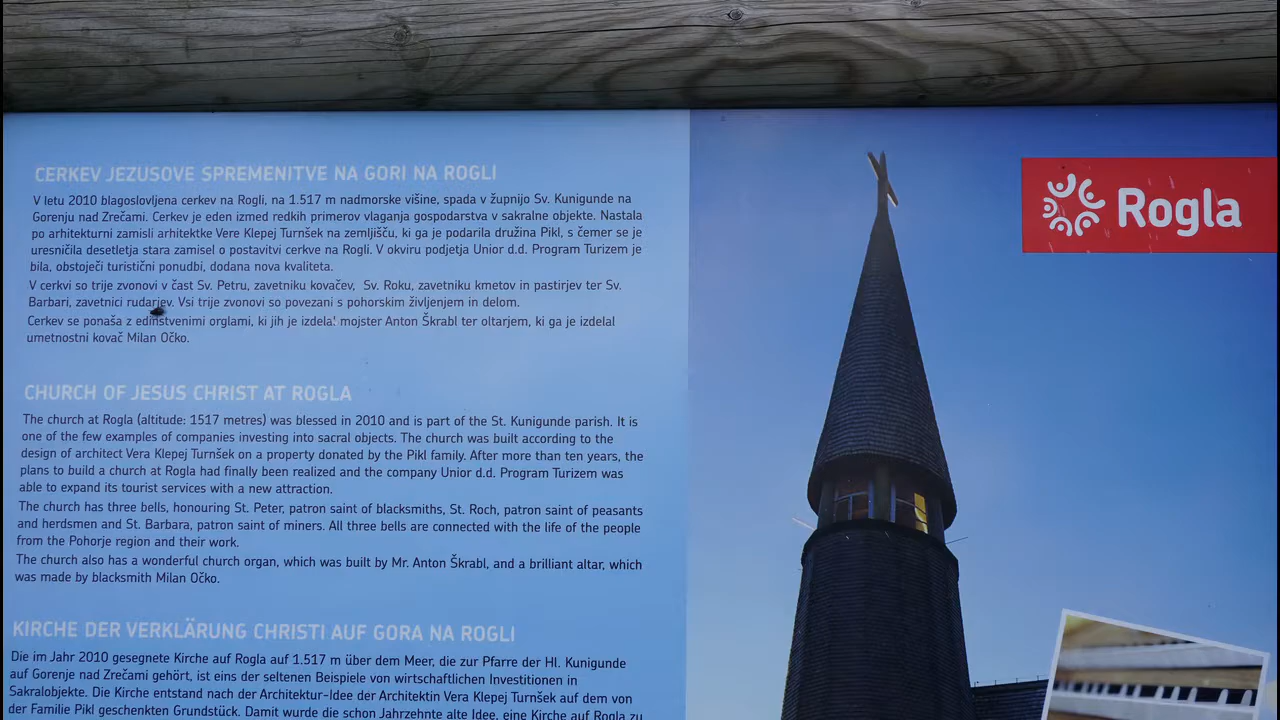 CERKEV JEZUSOVE SPREMENITVE NA GORI NA ROGLI
V letu 2010 blagoslovljena cerkev na Rogli, na 1.517 m nadmorske višine, spada v župnijo Sv. Kunigunde na
Gorenju nad Zrečami. Cerkev je eden izmed redkih primerov vlaganja gospodarstva v sakralne objekte. Nastala
po arhitekturni zamisli arhitektke Vere Klepej Turnšek na zemljišču, ki ga je podarila družina Pikl, s čemer se je
uresničila desetletja stara zamisel o postavitvi cerkve na Rogli. V okviru podjetja Unior d.d. Program Turizem je
bila, obstoječi turistični ponudbi, dodana nova kvaliteta.
V cerkvi so trije zvonovi v čast Sv. Petru, zavetniku kovačev, Sv. Roku, zavetniku kmetov in pastirjev ter Sv.
Barbari, zavetnici rudarjev. Vsi trije zvonovi so povezani s pohorskim življenjem in delom.
Cerkev se ponaša z edinstvenimi orglami, ki jih je izdelal mojster Anton Škrabl ter oltarjem, ki ga je izdelal
umetnostni kovač Milan Očko.
CHURCH OF JESUS CHRIST AT ROGLA
The church at Rogla (altitude: 1517 metres) was blessed in 2010 and is part of the St. Kunigunde parish. It is
one of the few examples of companies investing into sacral objects. The church was built according to the
design of architect Vera Klepej Turnšek on a property donated by the Pikl family. After more than ten years, the
plans to build a church at Rogla had finally been realized and the company Unior d.d. Program Turizem was
able to expand its tourist services with a new attraction.
The church has three bells, honouring St. Peter, patron saint of blacksmiths, St. Roch, patron saint of peasants
and herdsmen and St. Barbara, patron saint of miners. All three bells are connected with the life of the people
from the Pohorje region and their work.
The church also has a wonderful church organ, which was built by Mr. Anton Škrabl, and a brilliant altar, which
was made by blacksmith Milan Očko.
KIRCHE DER VERKLÄRUNG CHRISTI AUF GORA NA ROGLI
Die im Jahr 2010 gesegnete Kirche auf Rogla auf 1.517 m über dem Meer, die zur Pfarre der Hl. Kunigunde
auf Gorenje nad Zrečami gehört, ist eins der seltenen Beispiele von wirtschaftlichen Investitionen in
Sakralobjekte. Die Kirche entstand nach der Architektur-Idee der Architektin Vera Klepej Turnšek auf dem von
der Familie Pikl geschenkten Grundstück. Damit wurde die schon Jahrzehnte alte Idee, eine Kirche auf Rogla zu
Rogla